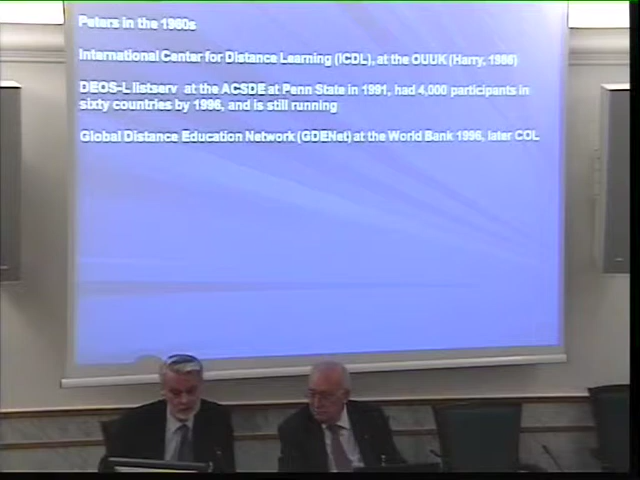 Peters in the 1960s
International Center for Distance Learning (ICDL), at the OUUK (Harry, 1986)
DEOS-L listserv at the ACSDE at Penn State in 1991, had 4,000 participants in
sixty countries by 1996, and is still running
Global Distance Education Network (GDENet) at the World Bank 1996, later COL